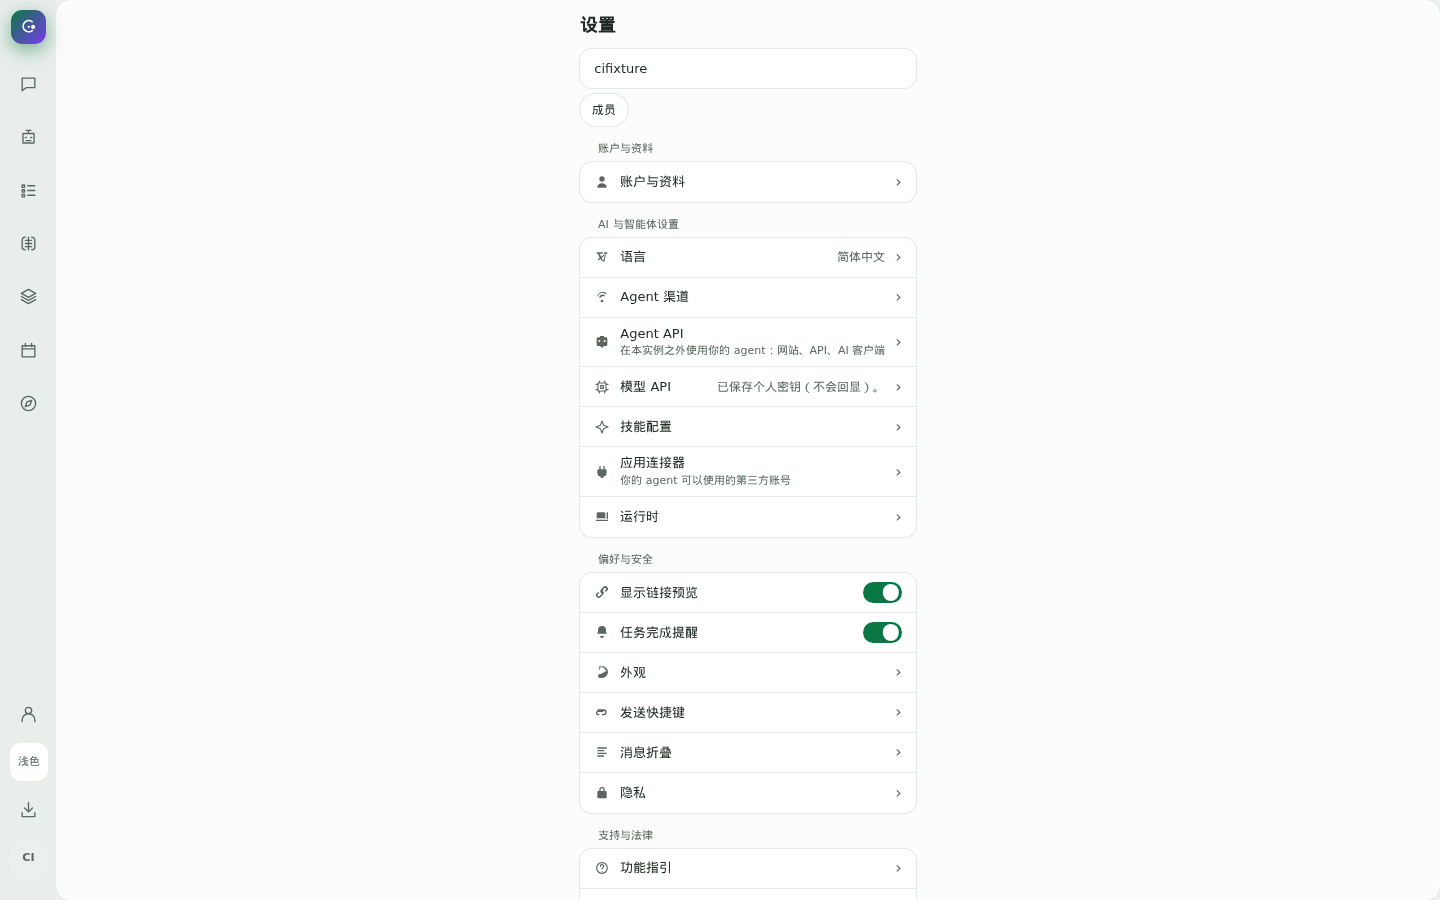 设置
cifixture
成员
账户与资料
账户与资料
AI 与智能体设置
语言 简体中文
Agent 渠道
Agent API
在本实例之外使用你的 agent：网站、API、AI 客户端
模型 API 已保存个人密钥（不会回显）。
技能配置
应用连接器
你的 agent 可以使用的第三方账号
运行时
偏好与安全
显示链接预览
任务完成提醒
外观
发送快捷键
消息折叠
隐私
支持与法律
功能指引
浅色
CI